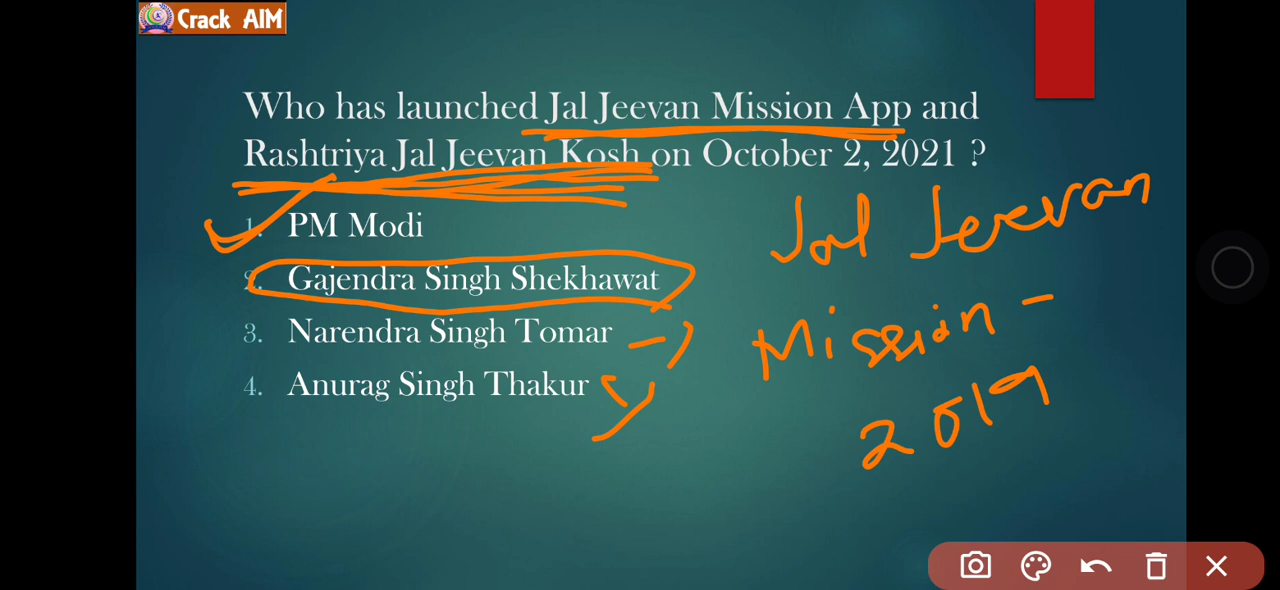 Crack AIM
Who has launched Jal Jeevan Mission App and
Rashtriya Jal Jeevan Kosh on October 2, 2021 ?
1. PM Modi
2. Gajendra Singh Shekhawat
3. Narendra Singh Tomar
4. Anurag Singh Thakur
Jal Jeevan
Mission -
2019